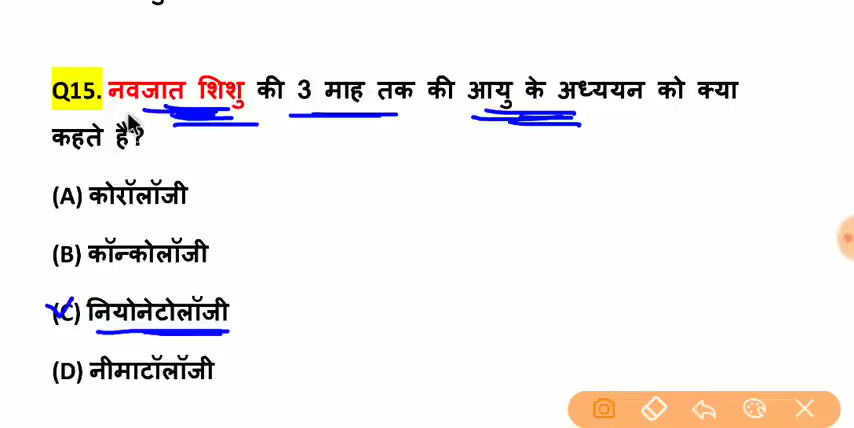 Q15. नवजात शिशु की 3 माह तक की आयु के अध्ययन को क्या
कहते है?
(A) कोरॉलॉजी
(B) कॉन्कोलॉजी
(C) नियोनेटोलॉजी
(D) नीमाटॉलॉजी